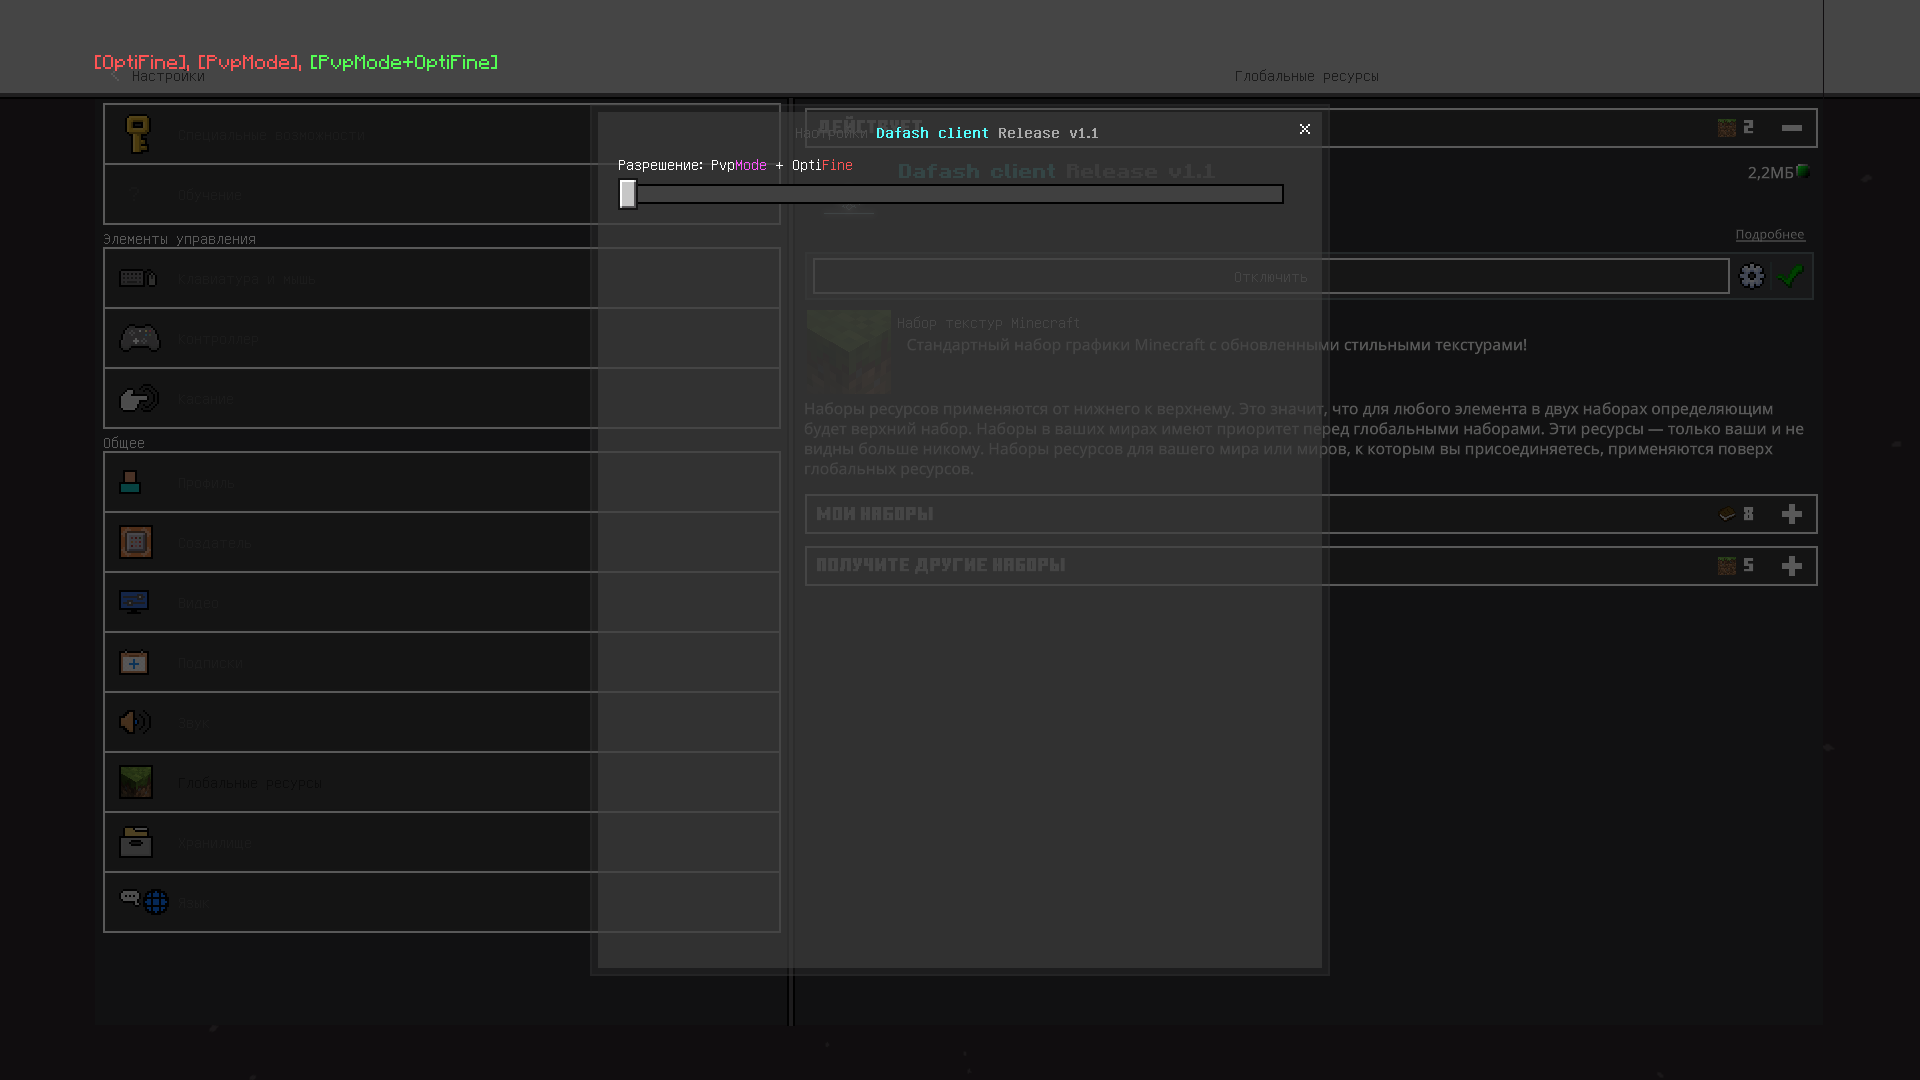 [OptiFine], [PvpMode], [PvpMode+OptiFine]
Настройки
Глобальные ресурсы
Специальные возможности
Обучение
Элементы управления
Клавиатура и мышь
Контроллер
Касание
Общее
Профиль
Создатель
Видео
Подписки
Звук
Глобальные ресурсы
Хранилище
Язык
Настройки Dafash client Release v1.1
Разрешение: PvpMode + OptiFine
ДЕЙСТВУЕТ
2
Dafash client Release v1.1
2,2МБ
Подробнее
Отключить
Набор текстур Minecraft
Стандартный набор графики Minecraft с обновленными стильными текстурами!
Наборы ресурсов применяются от нижнего к верхнему. Это значит, что для любого элемента в двух наборах определяющим
будет верхний набор. Наборы в ваших мирах имеют приоритет перед глобальными наборами. Эти ресурсы — только ваши и не
видны больше никому. Наборы ресурсов для вашего мира или миров, к которым вы присоединяетесь, применяются поверх
глобальных ресурсов.
МОИ НАБОРЫ
8
ПОЛУЧИТЕ ДРУГИЕ НАБОРЫ
5